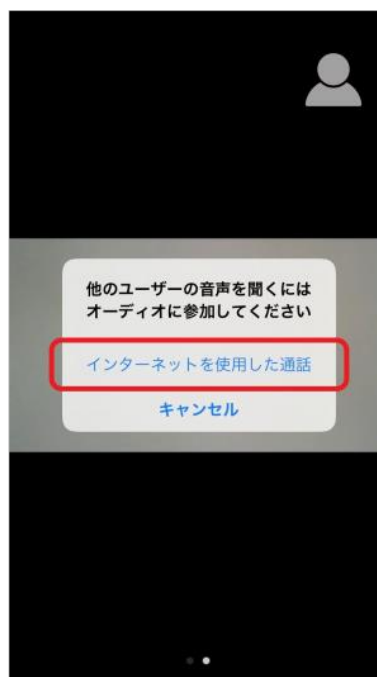 他のユーザーの音声を聞くには
オーディオに参加してください
インターネットを使用した通話
キャンセル